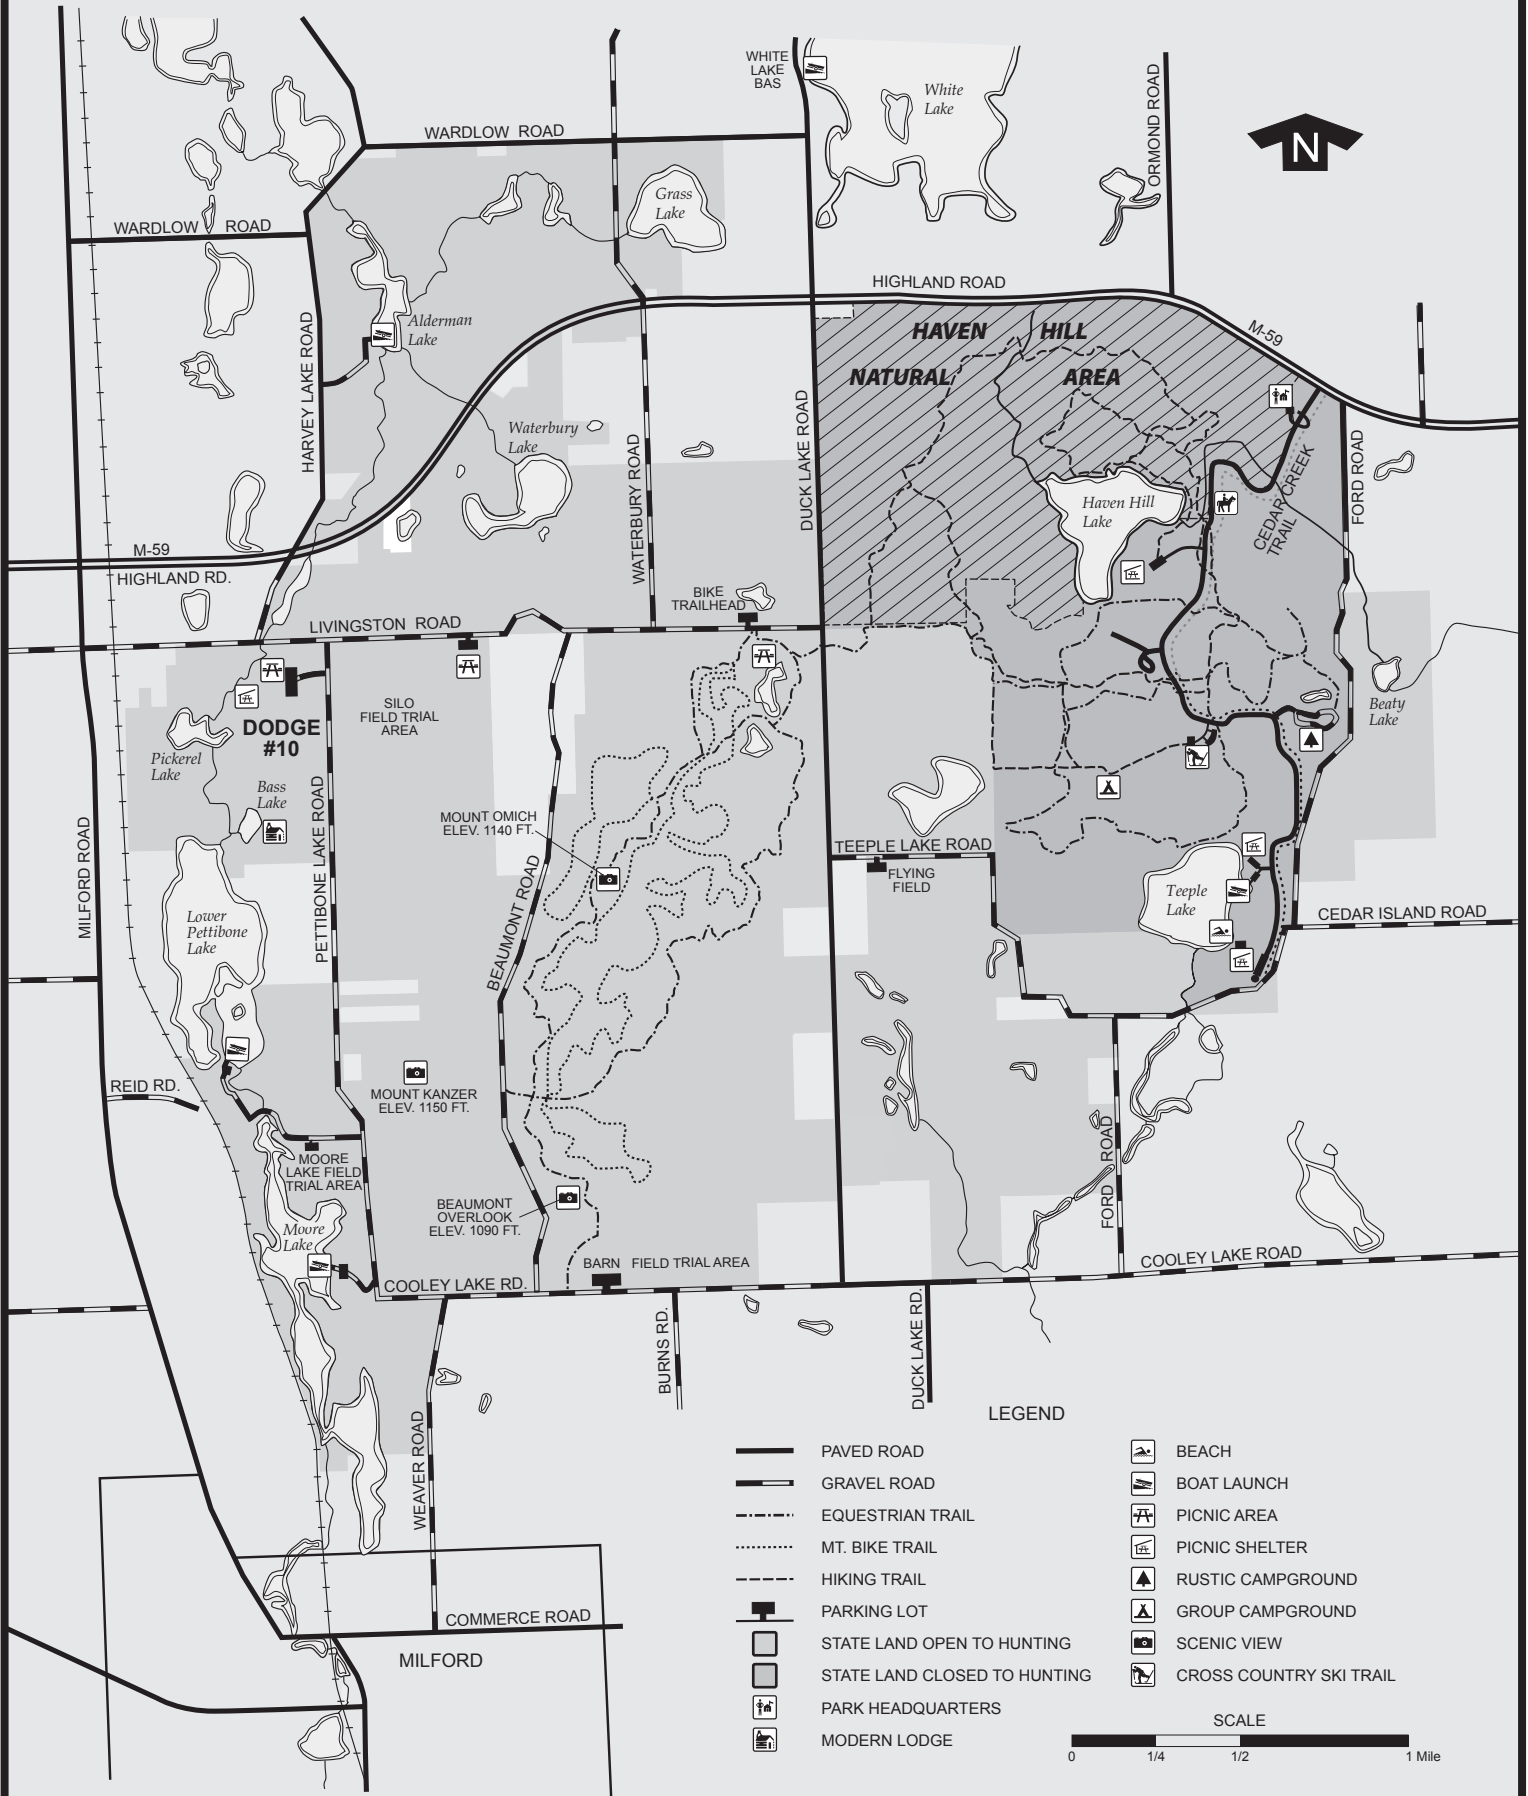 WHITE
LAKE
BAS
White
Lake
ORMOND ROAD
N
WARDLOW ROAD
Grass
Lake
WARDLOW ROAD
HIGHLAND ROAD
M-59
HARVEY LAKE ROAD
Alderman
Lake
HAVEN HILL
NATURAL AREA
Waterbury
Lake
WATERBURY ROAD
DUCK LAKE ROAD
FORD ROAD
CEDAR CREEK
TRAIL
Haven Hill
Lake
M-59
HIGHLAND RD.
BIKE
TRAILHEAD
LIVINGSTON ROAD
SILO
FIELD TRIAL
AREA
DODGE
#10
Pickerel
Lake
Bass
Lake
Beaty
Lake
MILFORD ROAD
PETTIBONE LAKE ROAD
MOUNT OMICH
ELEV. 1140 FT.
BEAUMONT ROAD
TEEPLE LAKE ROAD
FLYING
FIELD
Teeple
Lake
CEDAR ISLAND ROAD
Lower
Pettibone
Lake
REID RD.
MOUNT KANZER
ELEV. 1150 FT.
MOORE
LAKE FIELD
TRIAL AREA
FORD ROAD
BEAUMONT
OVERLOOK
ELEV. 1090 FT.
Moore
Lake
BARN FIELD TRIAL AREA
COOLEY LAKE RD.
COOLEY LAKE ROAD
BURNS RD.
DUCK LAKE RD.
WEAVER ROAD
COMMERCE ROAD
MILFORD
LEGEND
PAVED ROAD
GRAVEL ROAD
EQUESTRIAN TRAIL
MT. BIKE TRAIL
HIKING TRAIL
PARKING LOT
STATE LAND OPEN TO HUNTING
STATE LAND CLOSED TO HUNTING
PARK HEADQUARTERS
MODERN LODGE
BEACH
BOAT LAUNCH
PICNIC AREA
PICNIC SHELTER
RUSTIC CAMPGROUND
GROUP CAMPGROUND
SCENIC VIEW
CROSS COUNTRY SKI TRAIL
SCALE
0 1/4 1/2 1 Mile